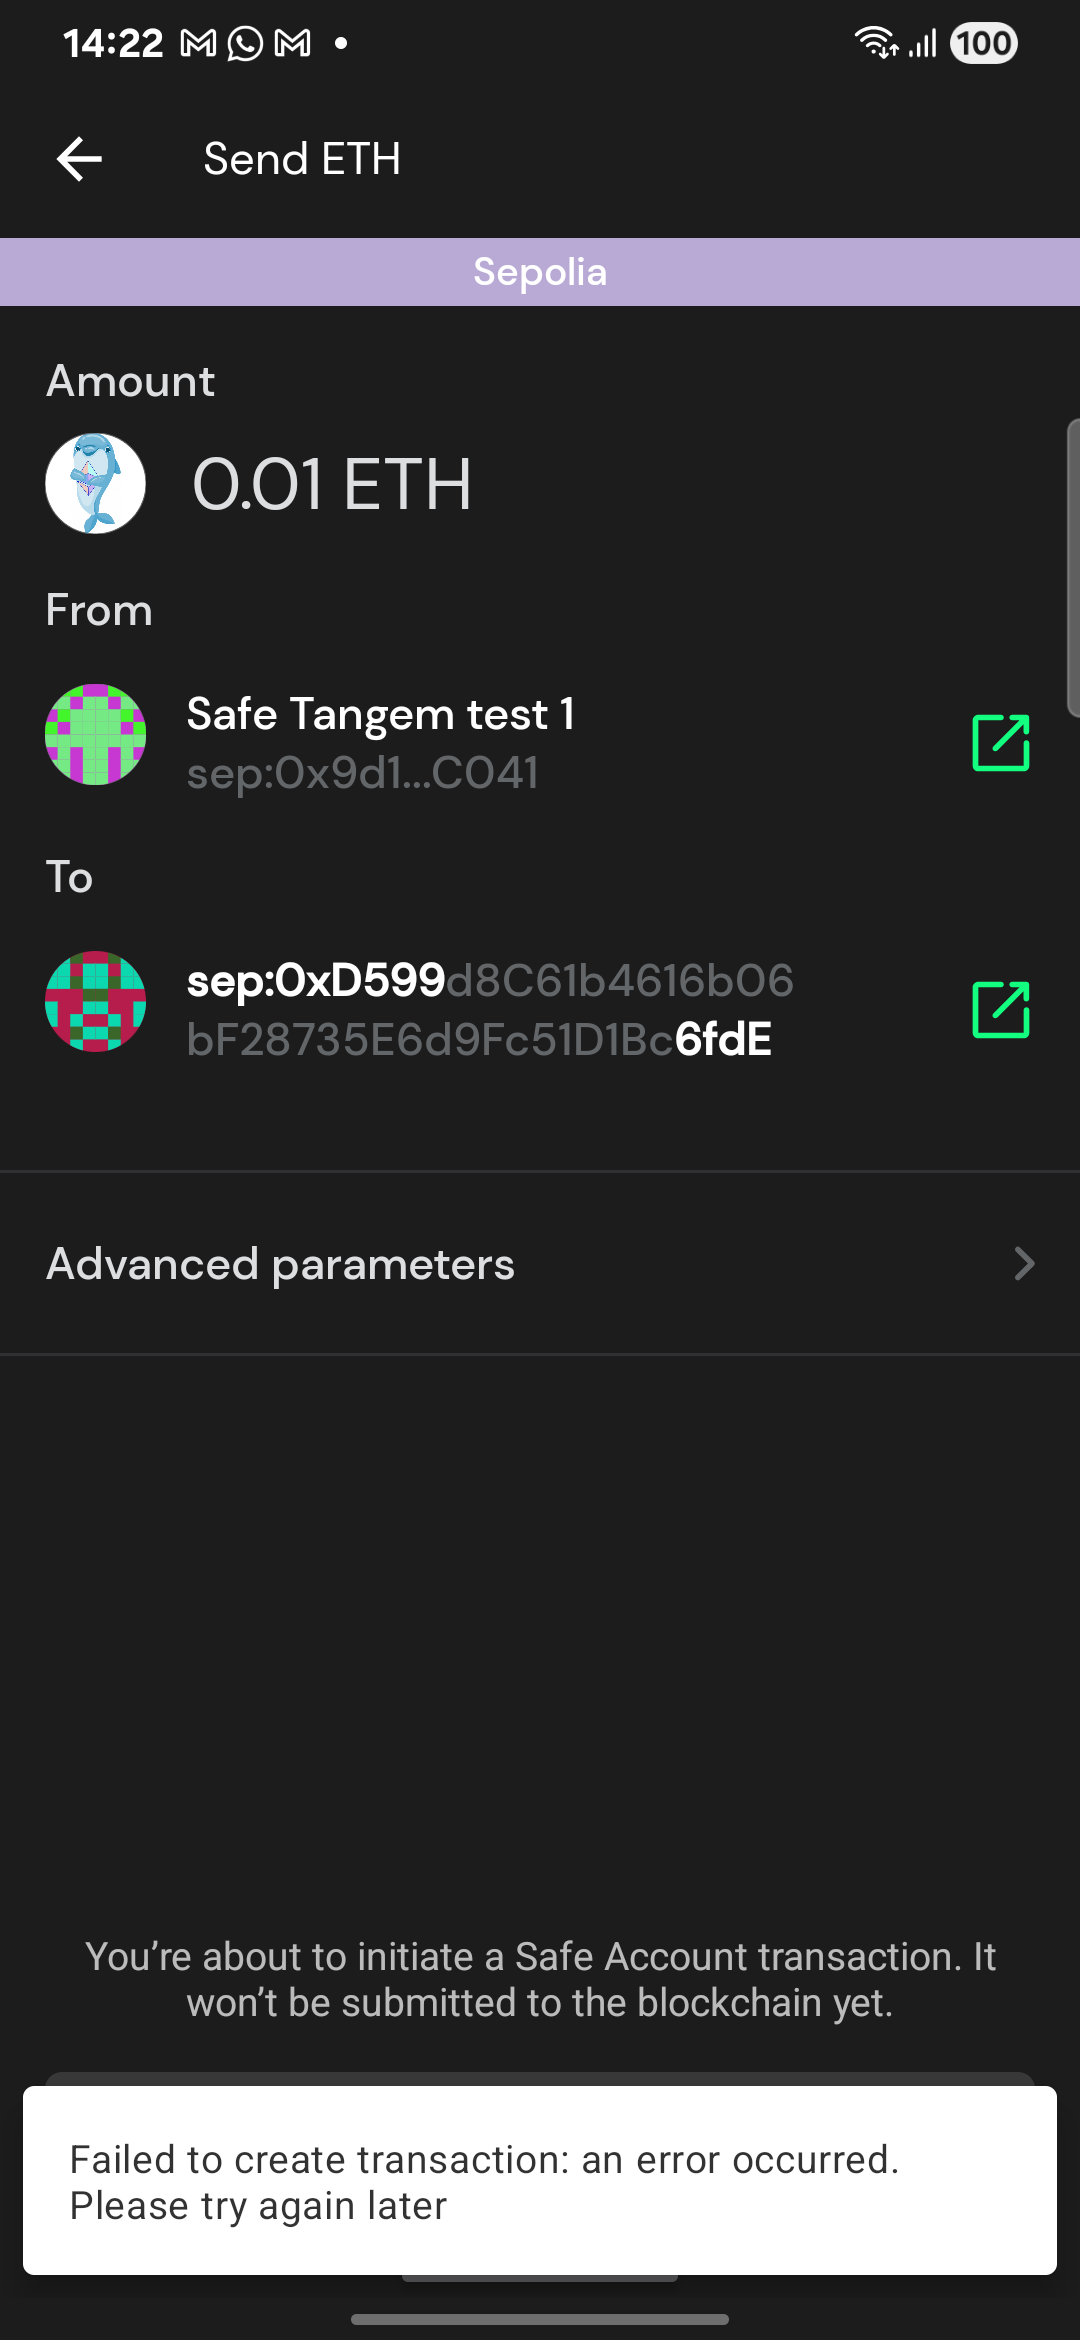 14:22
100
Send ETH
Sepolia
Amount
0.01 ETH
From
Safe Tangem test 1
sep:0x9d1...C041
To
sep:0xD599d8C61b4616b06
bF28735E6d9Fc51D1Bc6fdE
Advanced parameters
You’re about to initiate a Safe Account transaction. It
won’t be submitted to the blockchain yet.
Failed to create transaction: an error occurred.
Please try again later